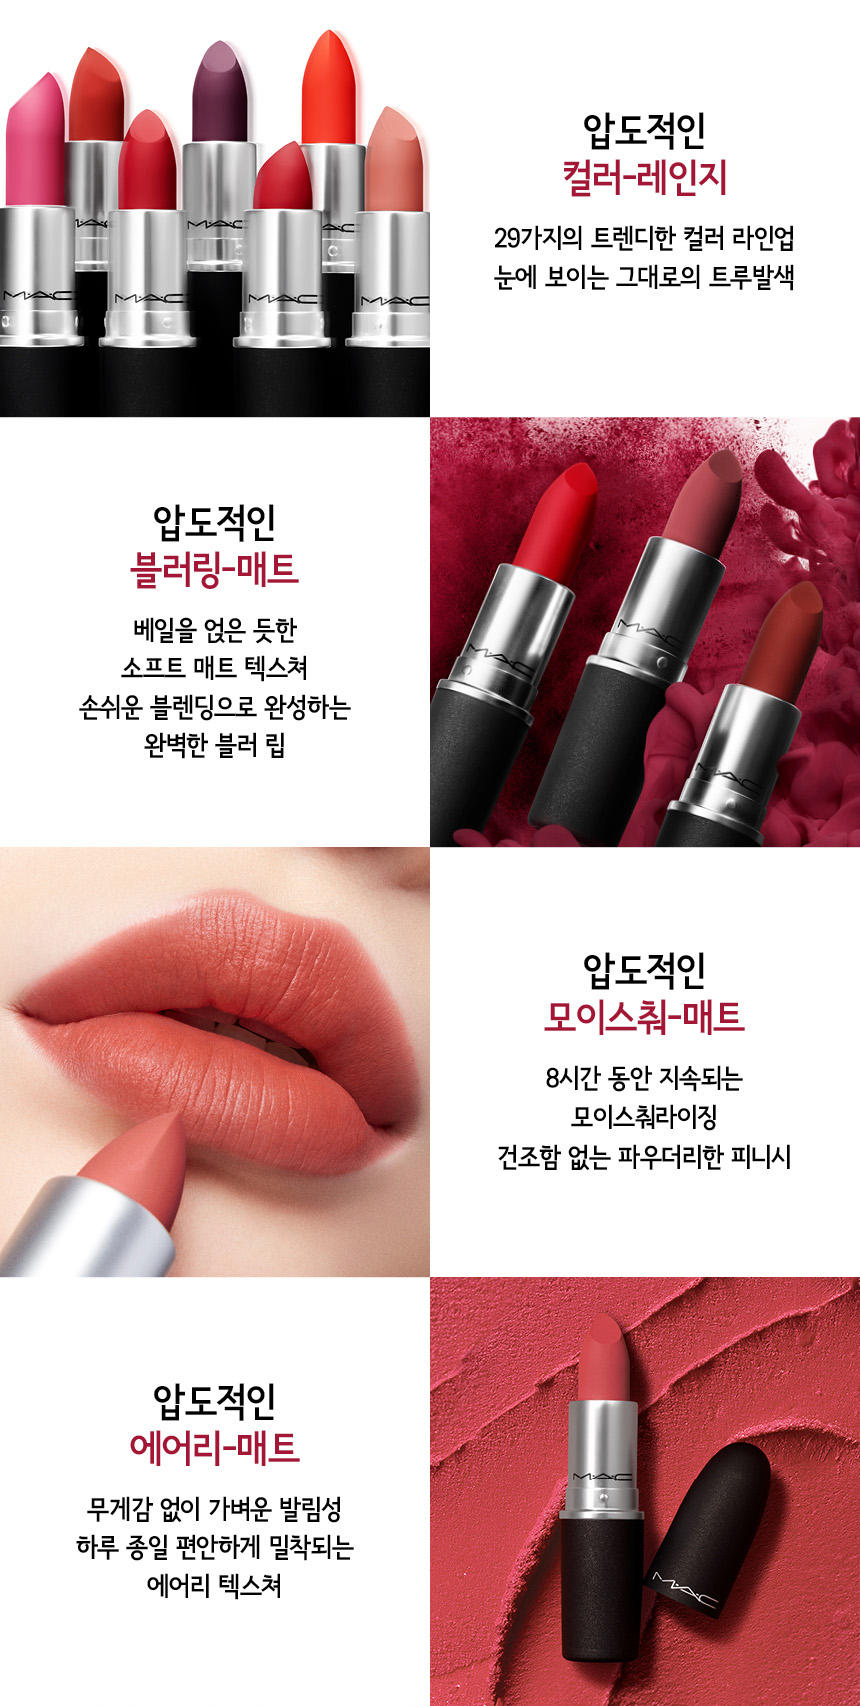 M·A·C
M·A·C
M·A·C
M·A·C
M·A·C
M·A·C
압도적인
컬러-레인지
29가지의 트렌디한 컬러 라인업
눈에 보이는 그대로의 트루발색
압도적인
블러링-매트
베일을 얹은 듯한
소프트 매트 텍스쳐
손쉬운 블렌딩으로 완성하는
완벽한 블러 립
M·A·C
M·A·C
M·A·C
압도적인
모이스춰-매트
8시간 동안 지속되는
모이스춰라이징
건조함 없는 파우더리한 피니시
압도적인
에어리-매트
무게감 없이 가벼운 발림성
하루 종일 편안하게 밀착되는
에어리 텍스쳐
M·A·C
M·A·C